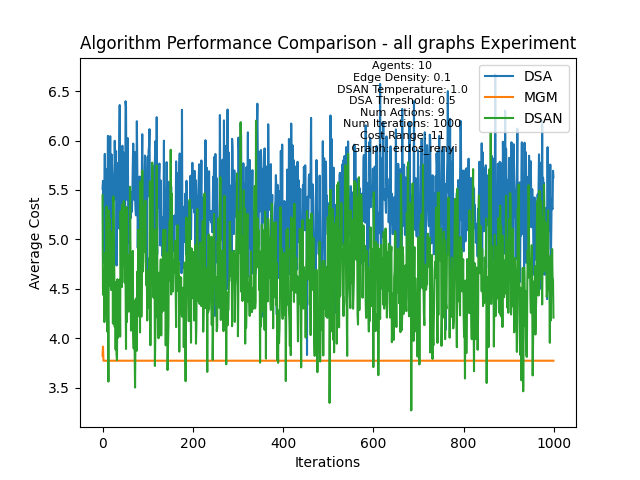 Algorithm Performance Comparison - all graphs Experiment
Agents: 10
Edge Density: 0.1
DSAN Temperature: 1.0
DSA Threshold: 0.5
Num Actions: 9
Num Iterations: 1000
Cost Range: 11
Graph: erdos_renyi
DSA
MGM
DSAN
Average Cost
6.5
6.0
5.5
5.0
4.5
4.0
3.5
0
200
400
600
800
1000
Iterations